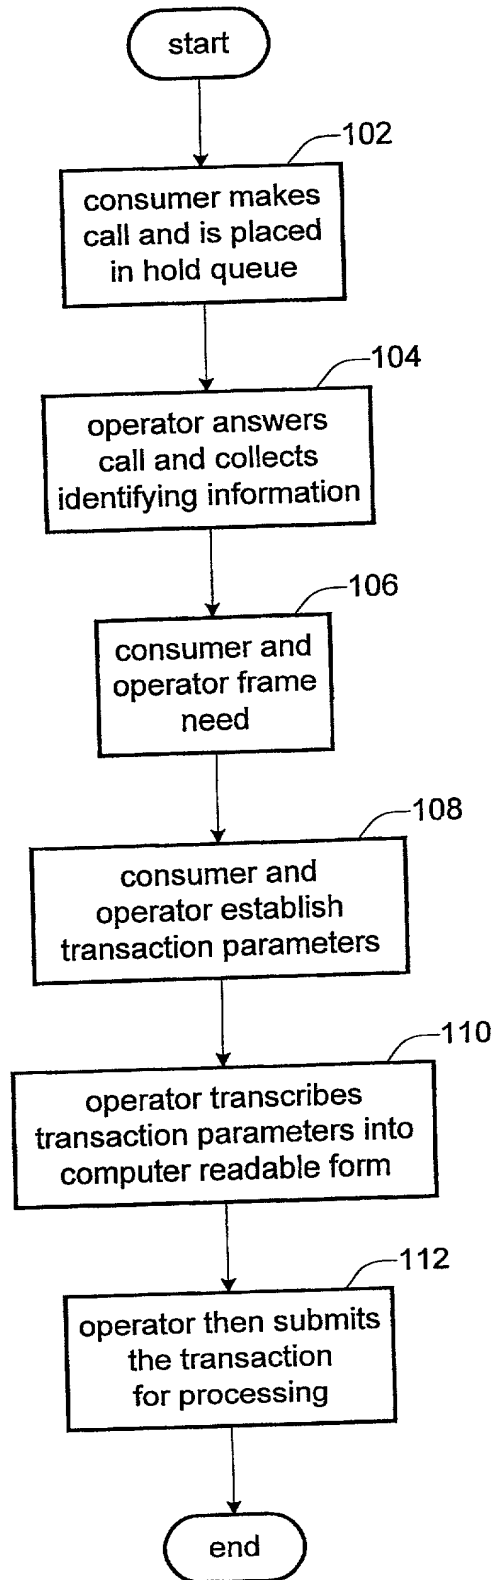 start
102
consumer makes
call and is placed
in hold queue
104
operator answers
call and collects
identifying information
106
consumer and
operator frame
need
108
consumer and
operator establish
transaction parameters
110
operator transcribes
transaction parameters into
computer readable form
112
operator then submits
the transaction
for processing
end